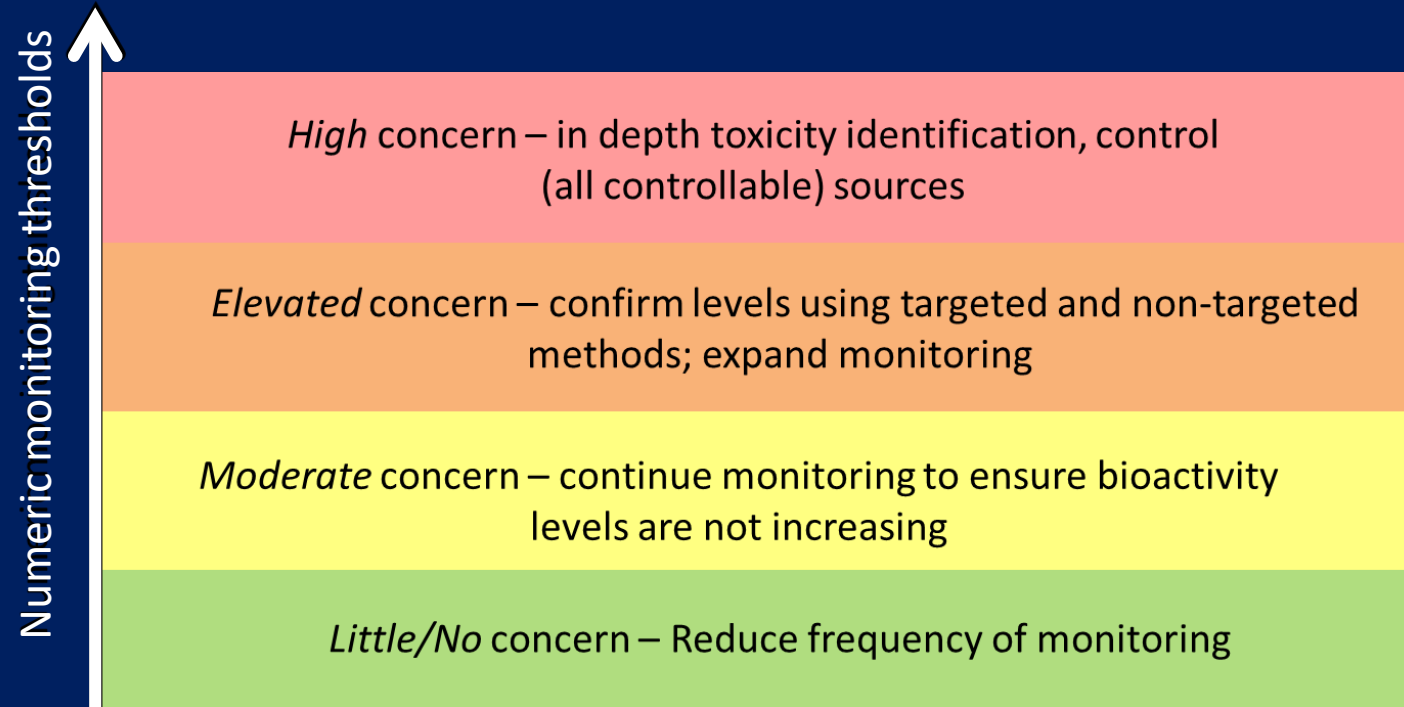 Numeric monitoring thresholds
High concern – in depth toxicity identification, control
(all controllable) sources
Elevated concern – confirm levels using targeted and non-targeted
methods; expand monitoring
Moderate concern – continue monitoring to ensure bioactivity
levels are not increasing
Little/No concern – Reduce frequency of monitoring